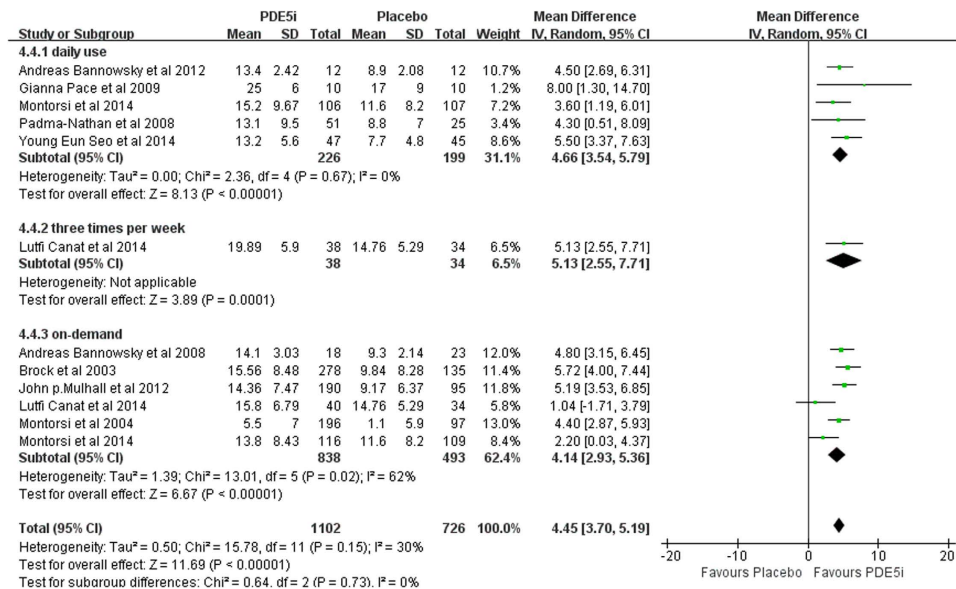 PDE5i Placebo Mean Difference Mean Difference
Study or Subgroup Mean SD Total Mean SD Total Weight IV, Random, 95% CI IV, Random, 95% CI
4.4.1 daily use
Andreas Bannowsky et al 2012 13.4 2.42 12 8.9 2.08 12 10.7% 4.50 [2.69, 6.31]
Gianna Pace et al 2009 25 6 10 17 9 10 1.2% 8.00 [1.30, 14.70]
Montorsi et al 2014 15.2 9.67 106 11.6 8.2 107 7.2% 3.60 [1.19, 6.01]
Padma-Nathan et al 2008 13.1 9.5 51 8.8 7 25 3.4% 4.30 [0.51, 8.09]
Young Eun Seo et al 2014 13.2 5.6 47 7.7 4.8 45 8.6% 5.50 [3.37, 7.63]
Subtotal (95% CI) 226 199 31.1% 4.66 [3.54, 5.79]
Heterogeneity: Tau² = 0.00; Chi² = 2.36, df = 4 (P = 0.67); I² = 0%
Test for overall effect: Z = 8.13 (P < 0.00001)
4.4.2 three times per week
Lutfi Canat et al 2014 19.89 5.9 38 14.76 5.29 34 6.5% 5.13 [2.55, 7.71]
Subtotal (95% CI) 38 34 6.5% 5.13 [2.55, 7.71]
Heterogeneity: Not applicable
Test for overall effect: Z = 3.89 (P = 0.0001)
4.4.3 on-demand
Andreas Bannowsky et al 2008 14.1 3.03 18 9.3 2.14 23 12.0% 4.80 [3.15, 6.45]
Brock et al 2003 15.56 8.48 278 9.84 8.28 135 11.4% 5.72 [4.00, 7.44]
John p.Mulhall et al 2012 14.36 7.47 190 9.17 6.37 95 11.8% 5.19 [3.53, 6.85]
Lutfi Canat et al 2014 15.8 6.79 40 14.76 5.29 34 5.8% 1.04 [-1.71, 3.79]
Montorsi et al 2004 5.5 7 196 1.1 5.9 97 13.0% 4.40 [2.87, 5.93]
Montorsi et al 2014 13.8 8.43 116 11.6 8.2 109 8.4% 2.20 [0.03, 4.37]
Subtotal (95% CI) 838 493 62.4% 4.14 [2.93, 5.36]
Heterogeneity: Tau² = 1.39; Chi² = 13.01, df = 5 (P = 0.02); I² = 62%
Test for overall effect: Z = 6.67 (P < 0.00001)
Total (95% CI) 1102 726 100.0% 4.45 [3.70, 5.19]
Heterogeneity: Tau² = 0.50; Chi² = 15.78, df = 11 (P = 0.15); I² = 30%
Test for overall effect: Z = 11.69 (P < 0.00001)
Test for subgroup differences: Chi² = 0.64, df = 2 (P = 0.73), I² = 0%
-20 -10 0 10 20
Favours Placebo Favours PDE5i